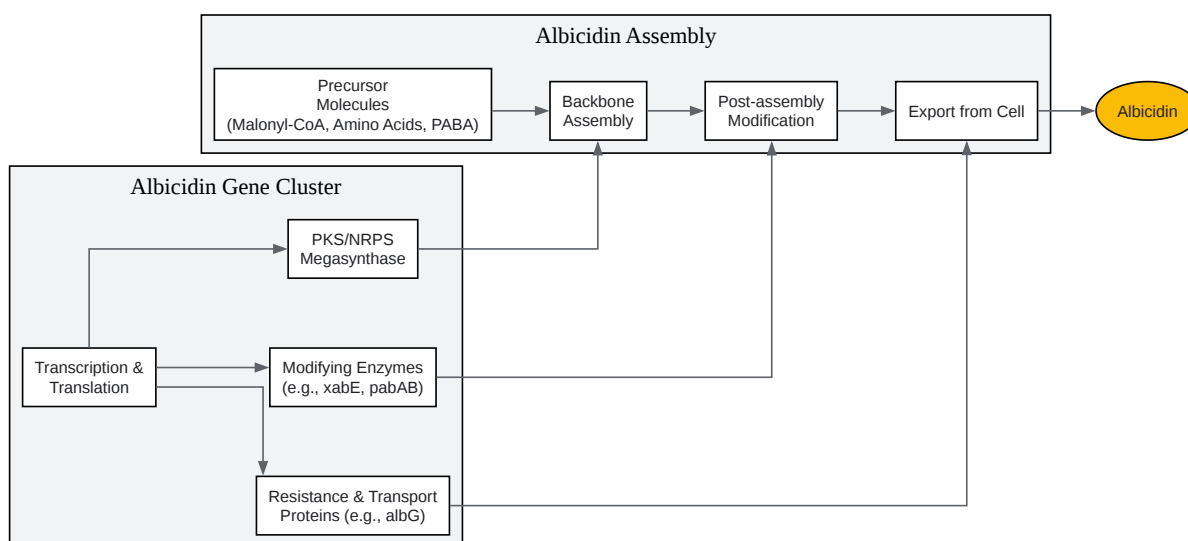 Albicidin Assembly
Precursor
Molecules
(Malonyl-CoA, Amino Acids, PABA)
Backbone
Assembly
Post-assembly
Modification
Export from Cell
Albicidin
Albicidin Gene Cluster
PKS/NRPS
Megasynthase
Transcription &
Translation
Modifying Enzymes
(e.g., xabE, pabAB)
Resistance & Transport
Proteins (e.g., albG)